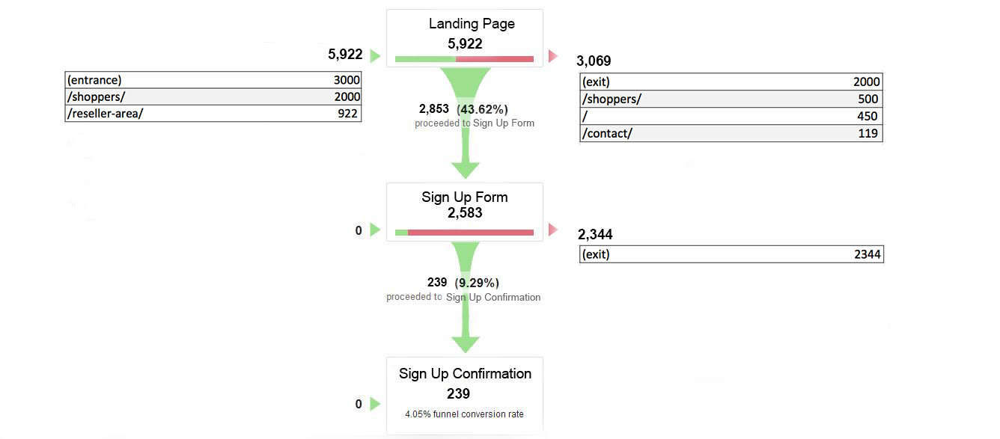 Landing Page
5,922
5,922
3,069
(entrance) 3000
/shoppers/ 2000
/reseller-area/ 922
(exit) 2000
/shoppers/ 500
/ 450
/contact/ 119
2,853 (43.62%)
proceeded to Sign Up Form
Sign Up Form
2,583
0
2,344
(exit) 2344
239 (9.29%)
proceeded to Sign Up Confirmation
Sign Up Confirmation
239
0
4.05% funnel conversion rate